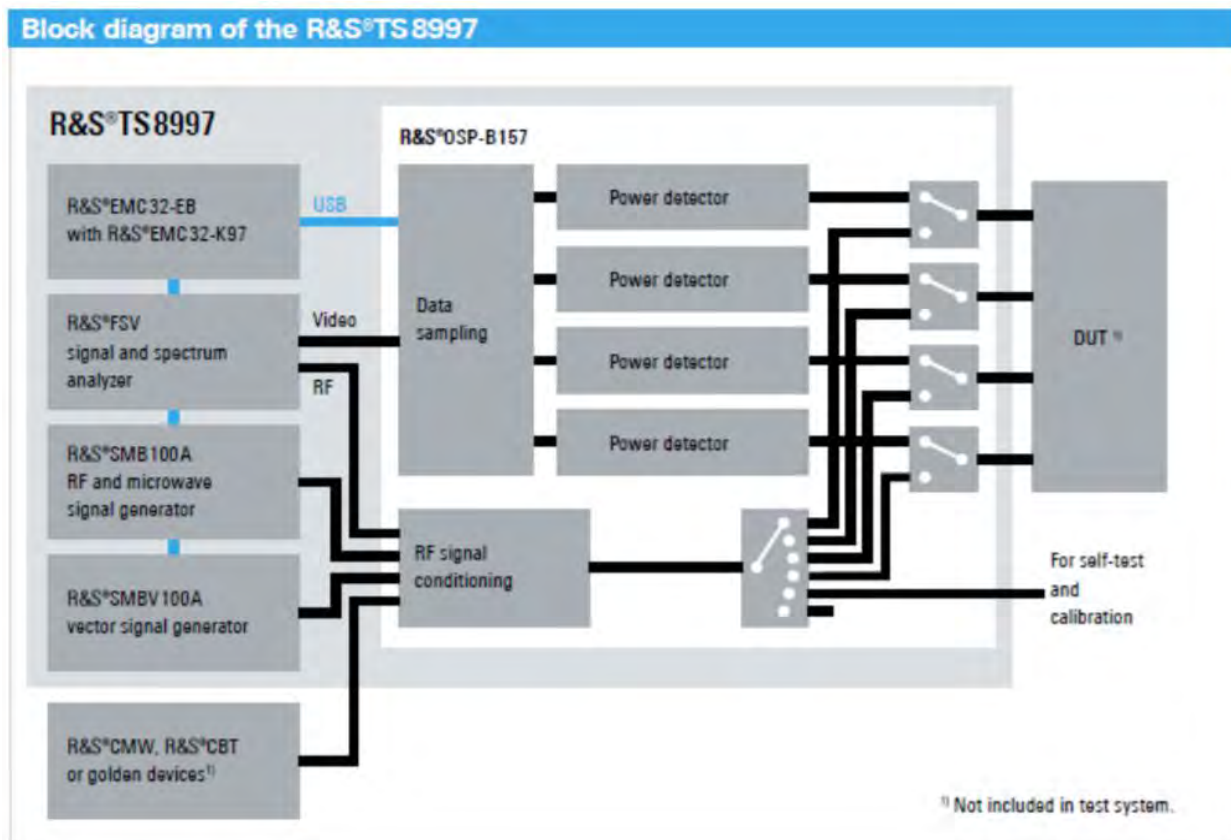 Block diagram of the R&S®TS8997
R&S®TS8997
R&S®OSP-B157
R&S®EMC32-EB
with R&S®EMC32-K97
USB
R&S®FSV
signal and spectrum
analyzer
Video
RF
R&S®SMB100A
RF and microwave
signal generator
R&S®SMBV100A
vector signal generator
R&S®CMW, R&S®CBT
or golden devices¹⁾
Data
sampling
Power detector
Power detector
Power detector
Power detector
RF signal
conditioning
DUT ¹⁾
For self-test
and
calibration
¹⁾ Not included in test system.